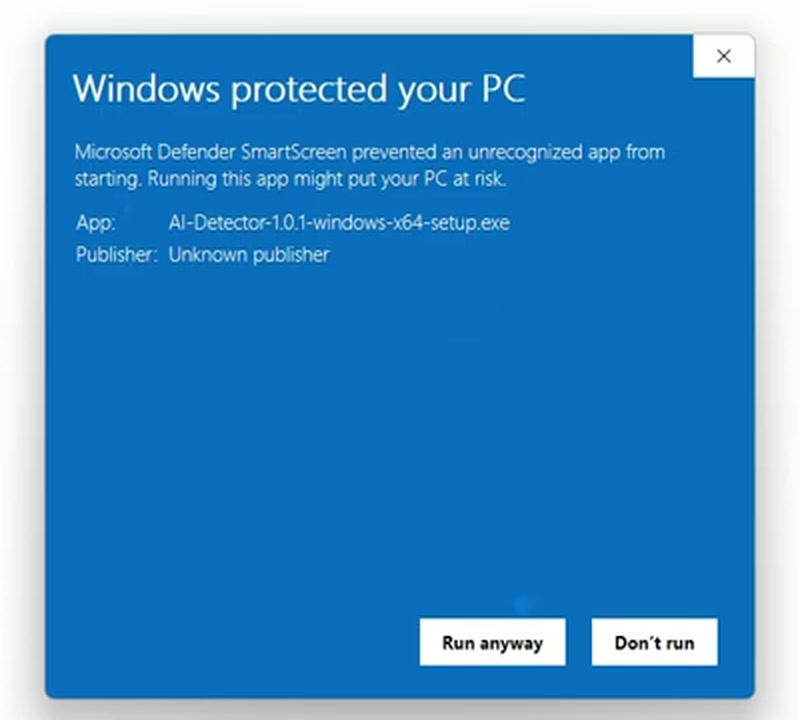 Windows protected your PC
Microsoft Defender SmartScreen prevented an unrecognized app from
starting. Running this app might put your PC at risk.
App: AI-Detector-1.0.1-windows-x64-setup.exe
Publisher: Unknown publisher
Run anyway Don't run